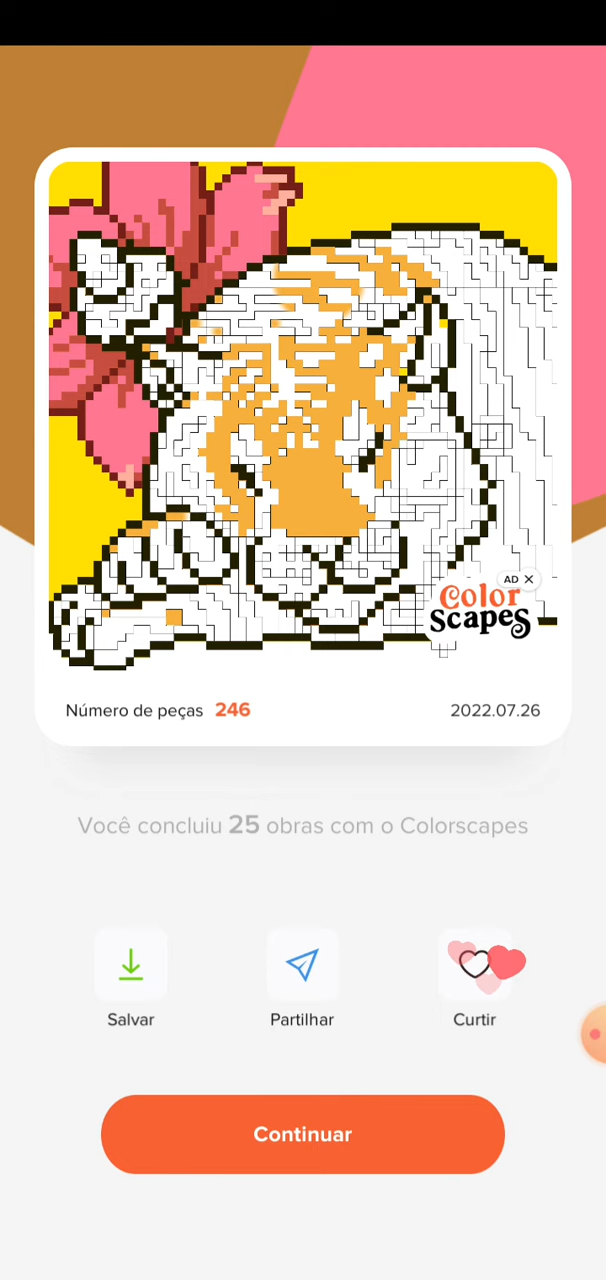 AD
Color
Scapes
Número de peças 246
2022.07.26
Você concluiu 25 obras com o Colorscapes
Salvar
Partilhar
Curtir
Continuar